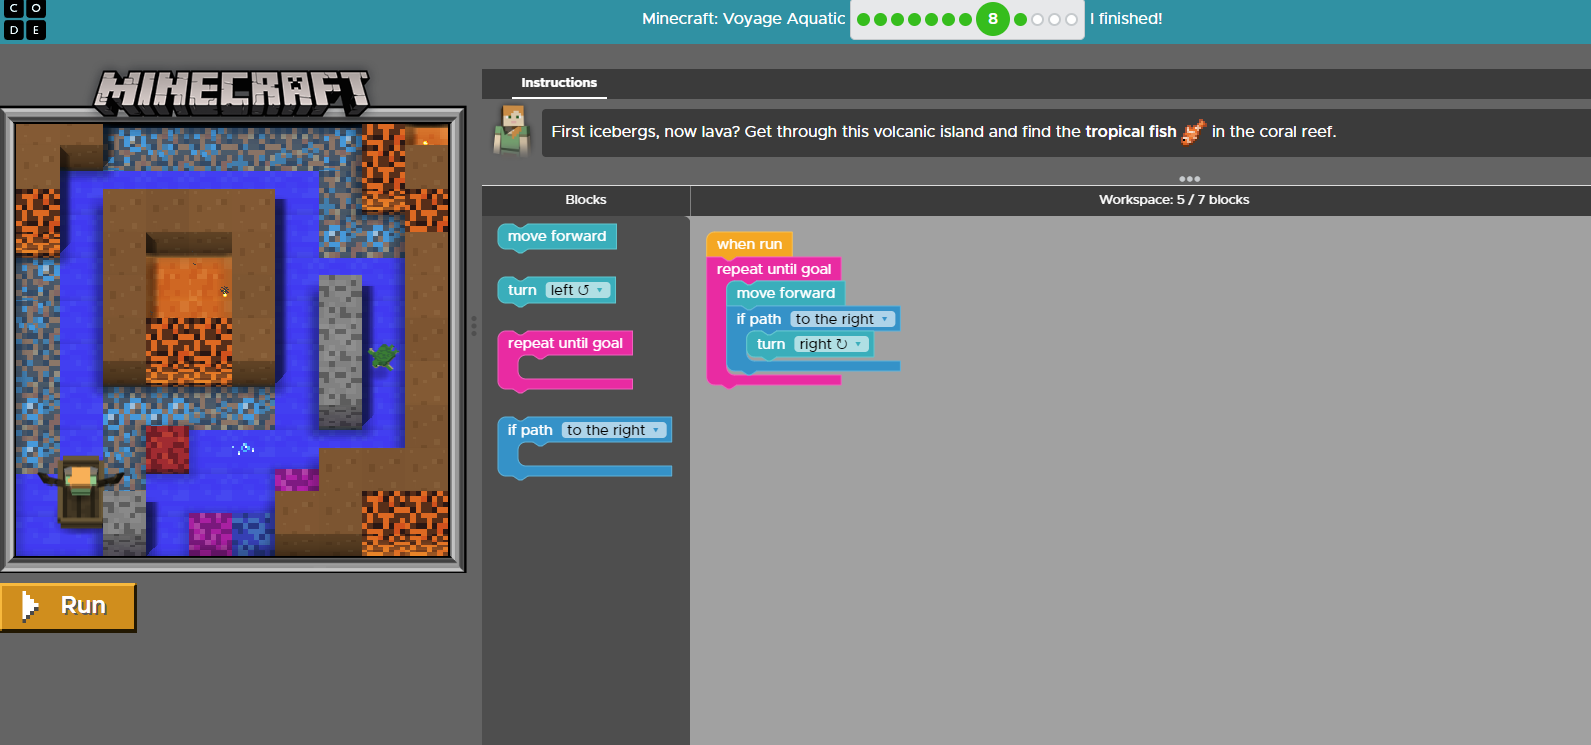 C O
D E
Minecraft: Voyage Aquatic
8
I finished!
MINECRAFT
Instructions
First icebergs, now lava? Get through this volcanic island and find the tropical fish in the coral reef.
Blocks
Workspace: 5 / 7 blocks
move forward
turn left ↺
repeat until goal
if path to the right
when run
repeat until goal
move forward
if path to the right
turn right ↻
Run